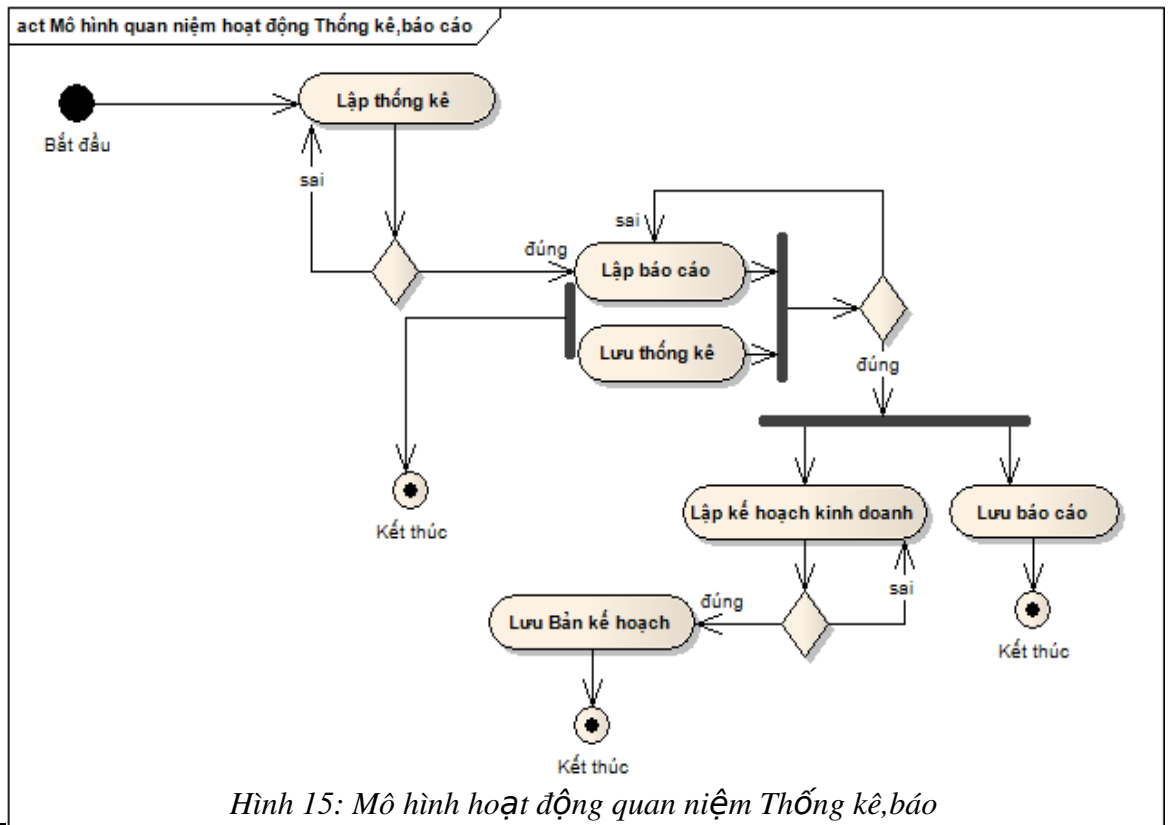 act Mô hình quan niệm hoạt động Thống kê,báo cáo
Lập thống kê
Bắt đầu
sai
sai
đúng
Lập báo cáo
Lưu thống kê
đúng
Lập kế hoạch kinh doanh
Lưu báo cáo
Kết thúc
sai
đúng
Lưu Bản kế hoạch
Kết thúc
Kết thúc
Hình 15: Mô hình hoạt động quan niệm Thống kê,báo